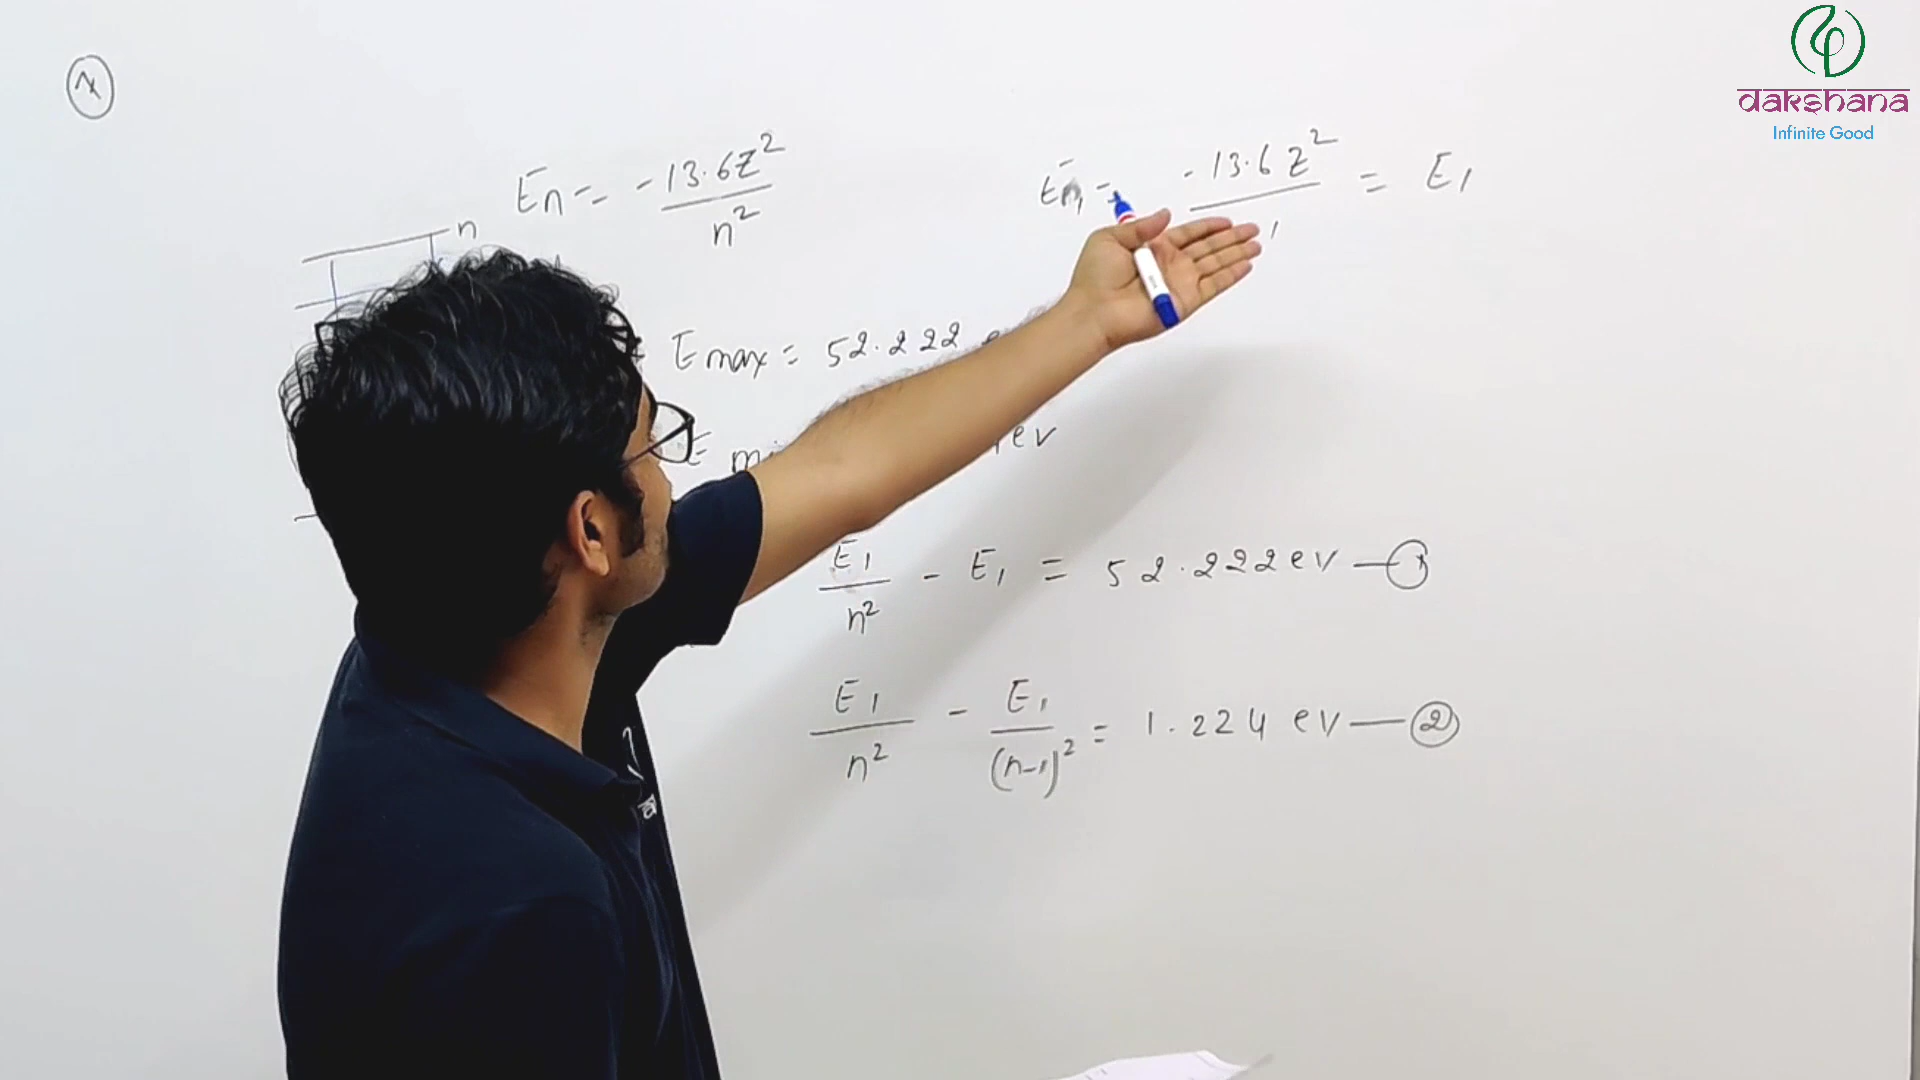 dakshana
Infinite Good
En = -13.6Z²/n²
En₁ = -13.6Z²/1 = E₁
n
Emax = 52.222
E
ev
E₁/n² - E₁ = 52.222 ev — ①
E₁/n² - E₁/(n-1)² = 1.224 ev — ②